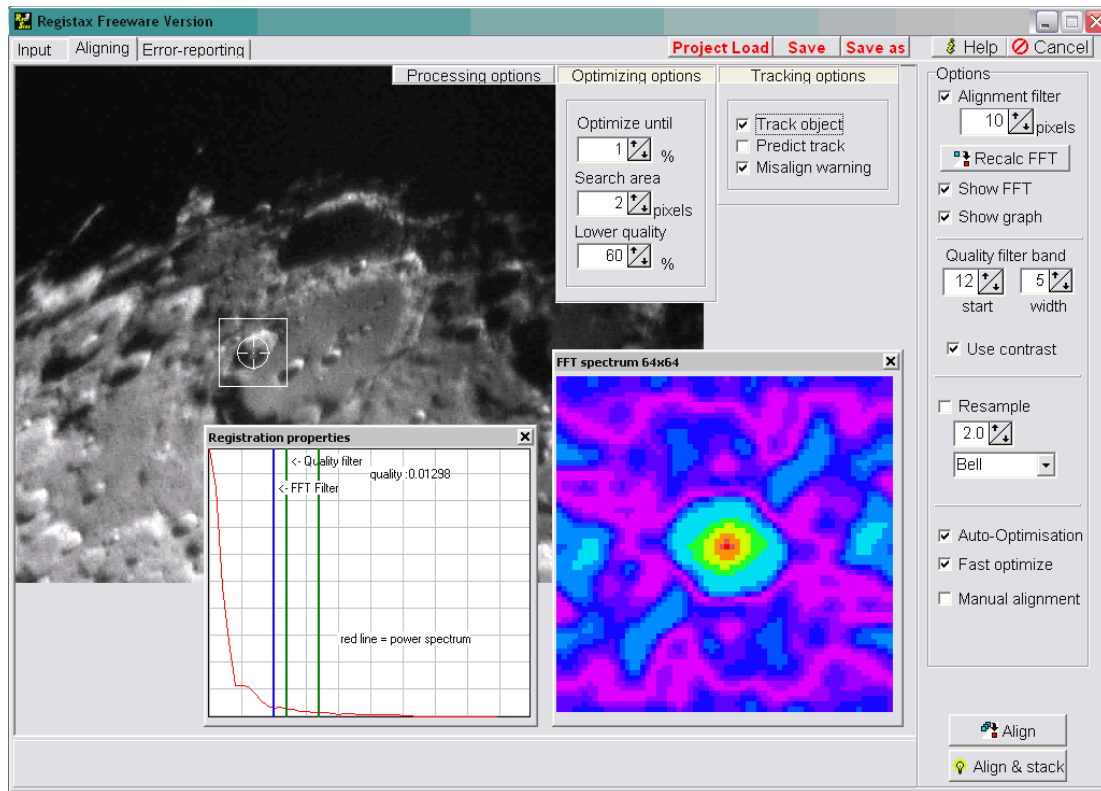 Registax Freeware Version
Input Aligning Error-reporting Project Load Save Save as Help Cancel
Processing options Optimizing options Tracking options
Optimize until
1 %
Search area
2 pixels
Lower quality
60 %
Track object
Predict track
Misalign warning
Options
Alignment filter
10 pixels
Recalc FFT
Show FFT
Show graph
Quality filter band
12 5
start width
Use contrast
Resample
2.0
Bell
Auto-Optimisation
Fast optimize
Manual alignment
FFT spectrum 64x64
Registration properties
<- Quality filter
quality :0.01298
<- FFT Filter
red line = power spectrum
Align
Align & stack